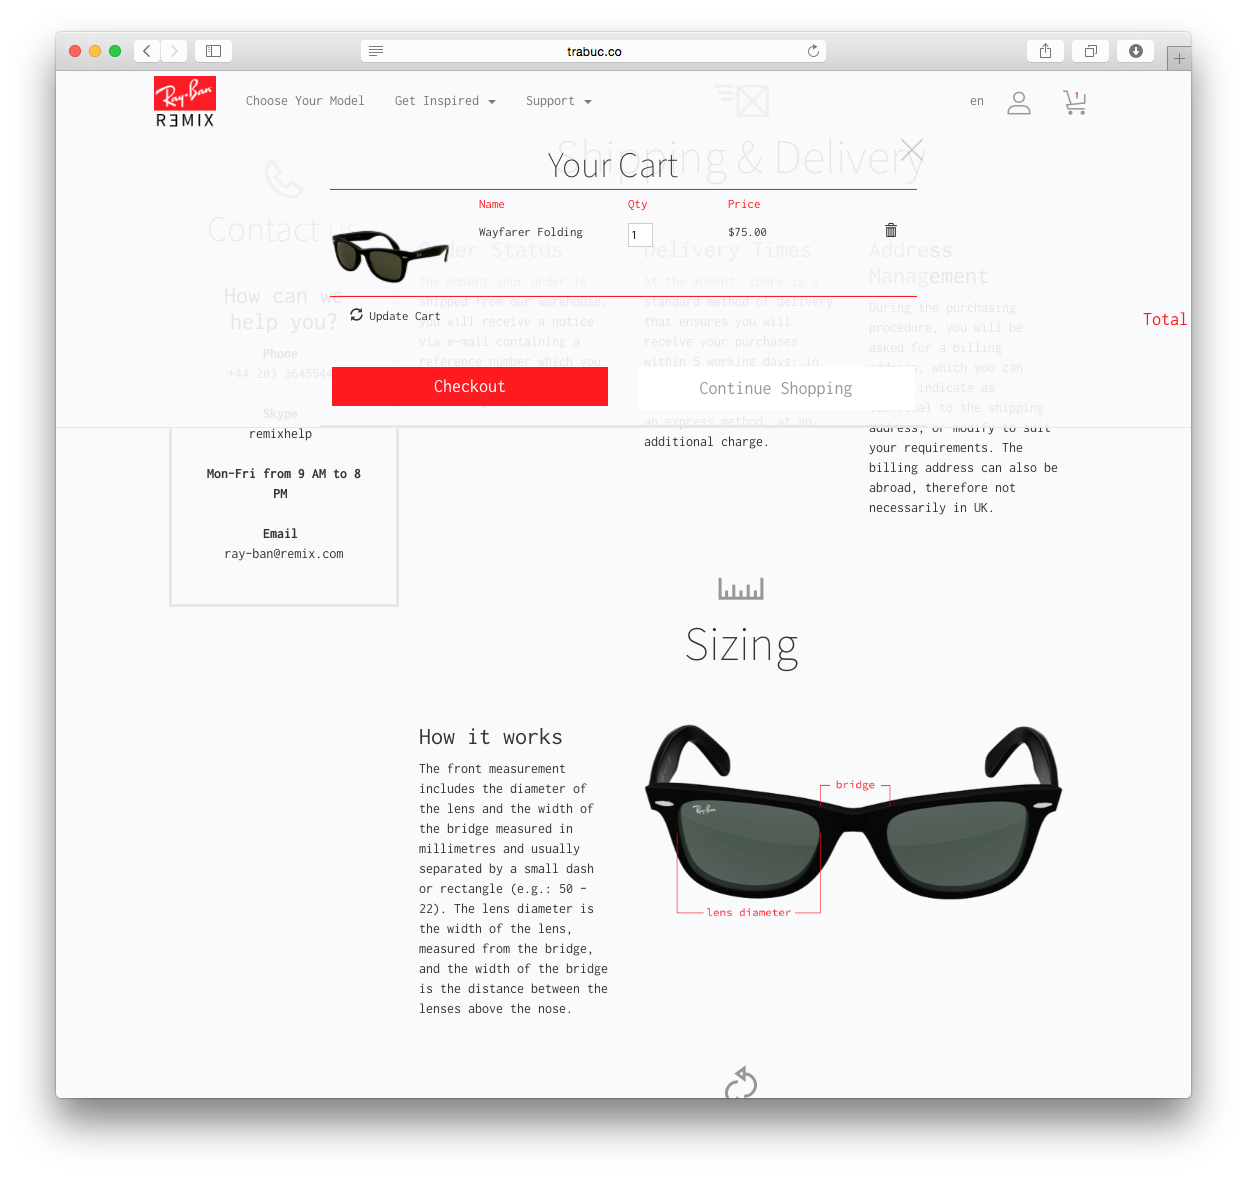 trabuc.co
Ray-Ban
REMIX
Choose Your Model
Get Inspired
Support
en
1
Shipping & Delivery
Your Cart
Name
Qty
Price
Wayfarer Folding
1
$75.00
Update Cart
Total
Checkout
Continue Shopping
Contact us
How can we
help you?
Phone
+44 203 3645544
Skype
remixhelp
Mon-Fri from 9 AM to 8
PM
Email
ray-ban@remix.com
Order Status
The moment your order is
shipped from our warehouse,
you will receive a notice
via e-mail containing a
reference number which you
Delivery Times
At the moment, there is a
standard method of delivery
that ensures you will
receive your purchases
within 5 working days; in
an express method, at an
additional charge.
Address
Management
During the purchasing
procedure, you will be
asked for a billing
address, which you can
indicate as
identical to the shipping
address, or modify to suit
your requirements. The
billing address can also be
abroad, therefore not
necessarily in UK.
Sizing
How it works
The front measurement
includes the diameter of
the lens and the width of
the bridge measured in
millimetres and usually
separated by a small dash
or rectangle (e.g.: 50 -
22). The lens diameter is
the width of the lens,
measured from the bridge,
and the width of the bridge
is the distance between the
lenses above the nose.
bridge
Ray-Ban
lens diameter